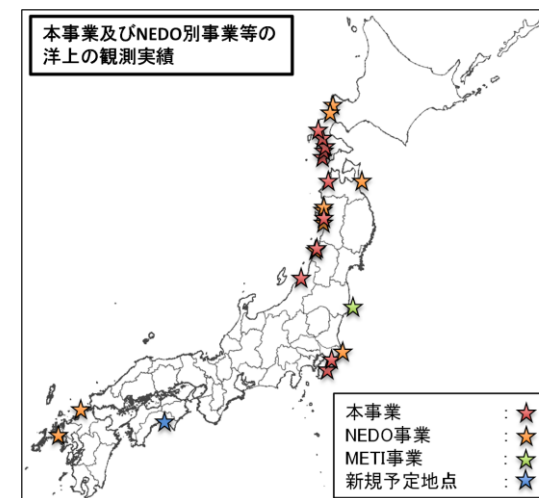 本事業及びNEDO別事業等の
洋上の観測実績
本事業 : ★
NEDO事業 : ★
METI事業 : ★
新規予定地点 : ★